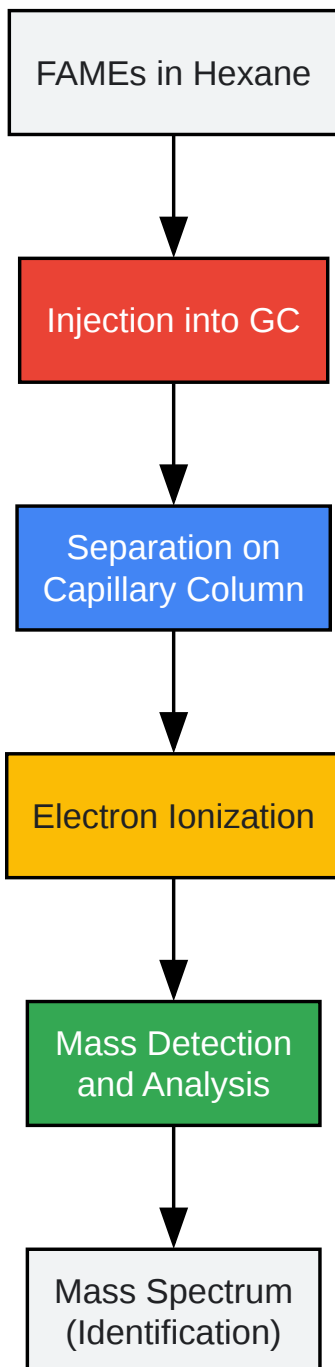 FAMEs in Hexane
Injection into GC
Separation on
Capillary Column
Electron Ionization
Mass Detection
and Analysis
Mass Spectrum
(Identification)